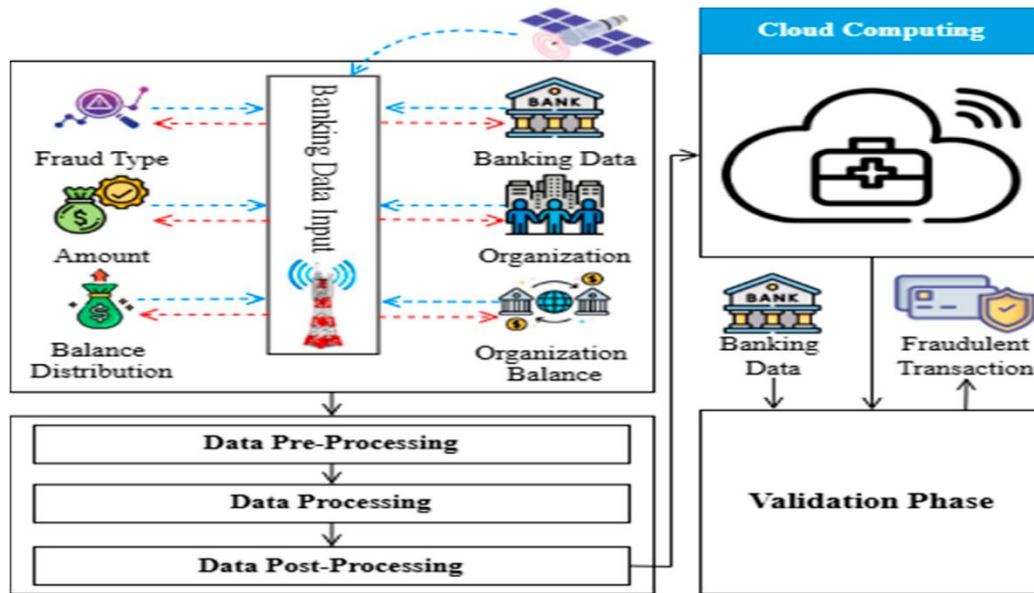 Cloud Computing
Banking Data Input
Fraud Type
BANK
Banking Data
Amount
Organization
Balance
Distribution
Organization
Balance
BANK
Banking
Data
Fraudulent
Transaction
Data Pre-Processing
Data Processing
Data Post-Processing
Validation Phase